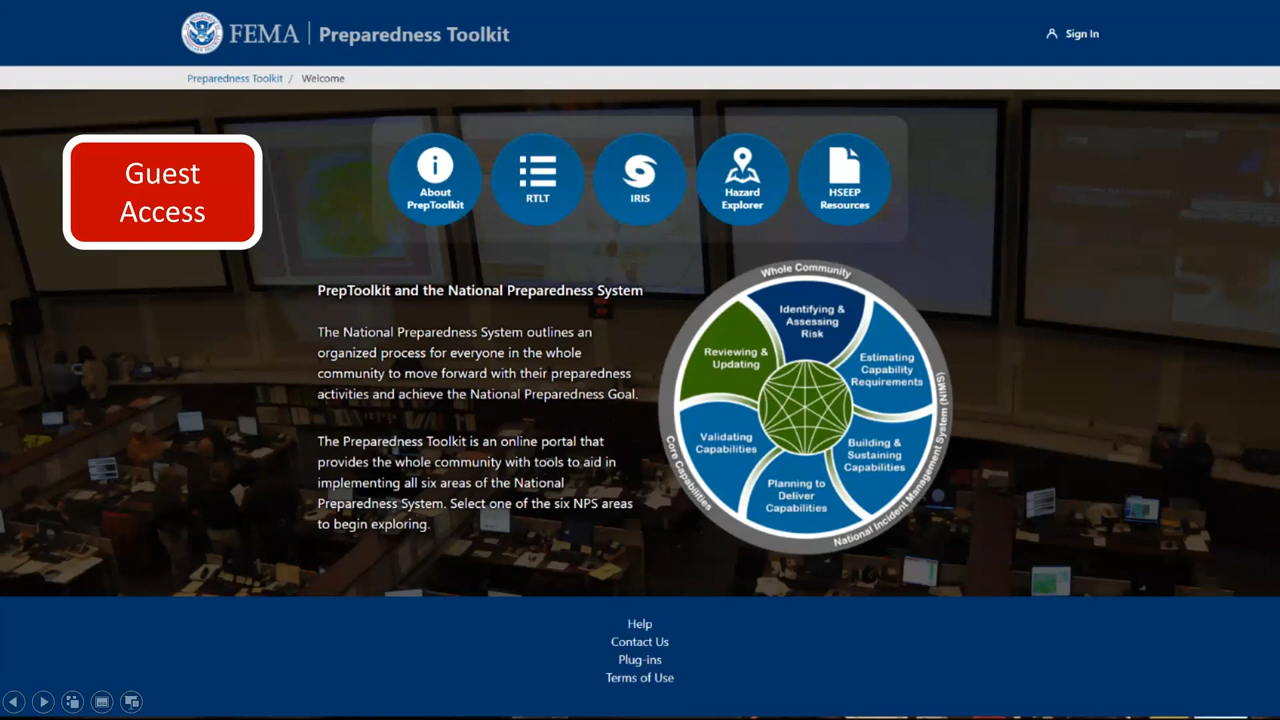 FEMA | Preparedness Toolkit
Sign In
Preparedness Toolkit / Welcome
Guest
Access
About
PrepToolkit
RTLT
IRIS
Hazard
Explorer
HSEEP
Resources
PrepToolkit and the National Preparedness System
The National Preparedness System outlines an
organized process for everyone in the whole
community to move forward with their preparedness
activities and achieve the National Preparedness Goal.
The Preparedness Toolkit is an online portal that
provides the whole community with tools to aid in
implementing all six areas of the National
Preparedness System. Select one of the six NPS areas
to begin exploring.
Whole Community
Identifying &
Assessing
Risk
Estimating
Capability
Requirements
Building &
Sustaining
Capabilities
Planning to
Deliver
Capabilities
Validating
Capabilities
Reviewing &
Updating
Core Capabilities
National Incident Management System (NIMS)
Help
Contact Us
Plug-ins
Terms of Use